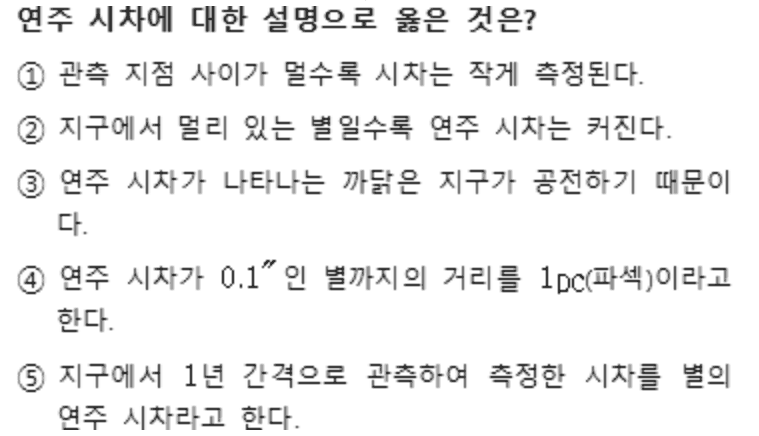 연주 시차에 대한 설명으로 옳은 것은?
① 관측 지점 사이가 멀수록 시차는 작게 측정된다.
② 지구에서 멀리 있는 별일수록 연주 시차는 커진다.
③ 연주 시차가 나타나는 까닭은 지구가 공전하기 때문이
다.
④ 연주 시차가 0.1″인 별까지의 거리를 1pc(파섹)이라고
한다.
⑤ 지구에서 1년 간격으로 관측하여 측정한 시차를 별의
연주 시차라고 한다.